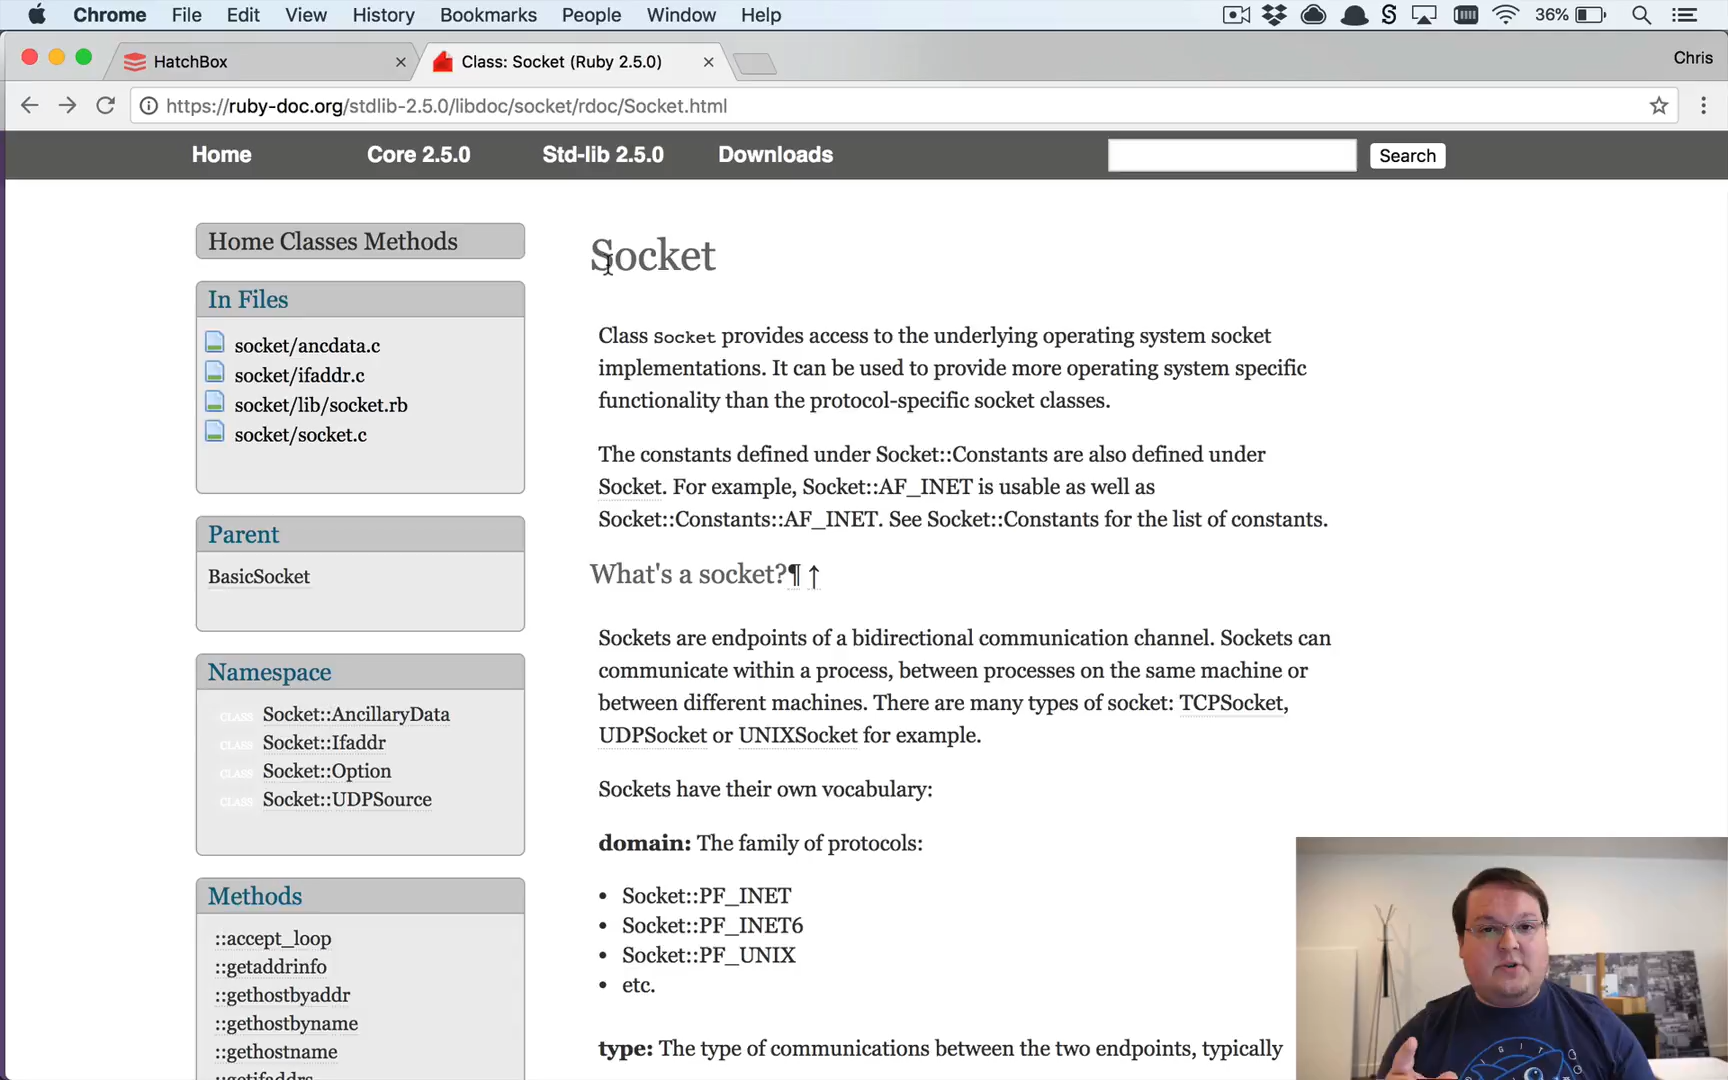 Chrome File Edit View History Bookmarks People Window Help 36%
HatchBox
Class: Socket (Ruby 2.5.0)
Chris
https://ruby-doc.org/stdlib-2.5.0/libdoc/socket/rdoc/Socket.html
Home Core 2.5.0 Std-lib 2.5.0 Downloads Search
Home Classes Methods
In Files
socket/ancdata.c
socket/ifaddr.c
socket/lib/socket.rb
socket/socket.c
Parent
BasicSocket
Namespace
CLASS Socket::AncillaryData
CLASS Socket::Ifaddr
CLASS Socket::Option
CLASS Socket::UDPSource
Methods
::accept_loop
::getaddrinfo
::gethostbyaddr
::gethostbyname
::gethostname
::getifaddrs
Socket
Class Socket provides access to the underlying operating system socket
implementations. It can be used to provide more operating system specific
functionality than the protocol-specific socket classes.
The constants defined under Socket::Constants are also defined under
Socket. For example, Socket::AF_INET is usable as well as
Socket::Constants::AF_INET. See Socket::Constants for the list of constants.
What's a socket?¶ ↑
Sockets are endpoints of a bidirectional communication channel. Sockets can
communicate within a process, between processes on the same machine or
between different machines. There are many types of socket: TCPSocket,
UDPSocket or UNIXSocket for example.
Sockets have their own vocabulary:
domain: The family of protocols:
• Socket::PF_INET
• Socket::PF_INET6
• Socket::PF_UNIX
• etc.
type: The type of communications between the two endpoints, typically